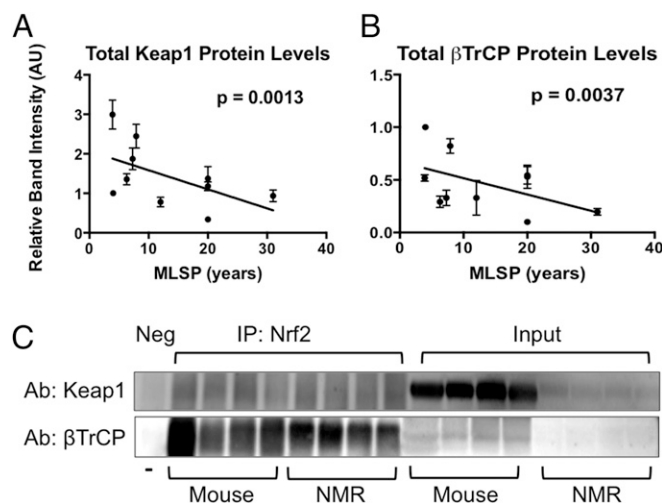 A
Total Keap1 Protein Levels
Relative Band Intensity (AU)
4
3
2
1
0
p = 0.0013
0 10 20 30 40
MLSP (years)
B
Total βTrCP Protein Levels
1.5
1.0
0.5
0.0
p = 0.0037
0 10 20 30 40
MLSP (years)
C
Neg IP: Nrf2 Input
Ab: Keap1
Ab: βTrCP
- Mouse NMR Mouse NMR